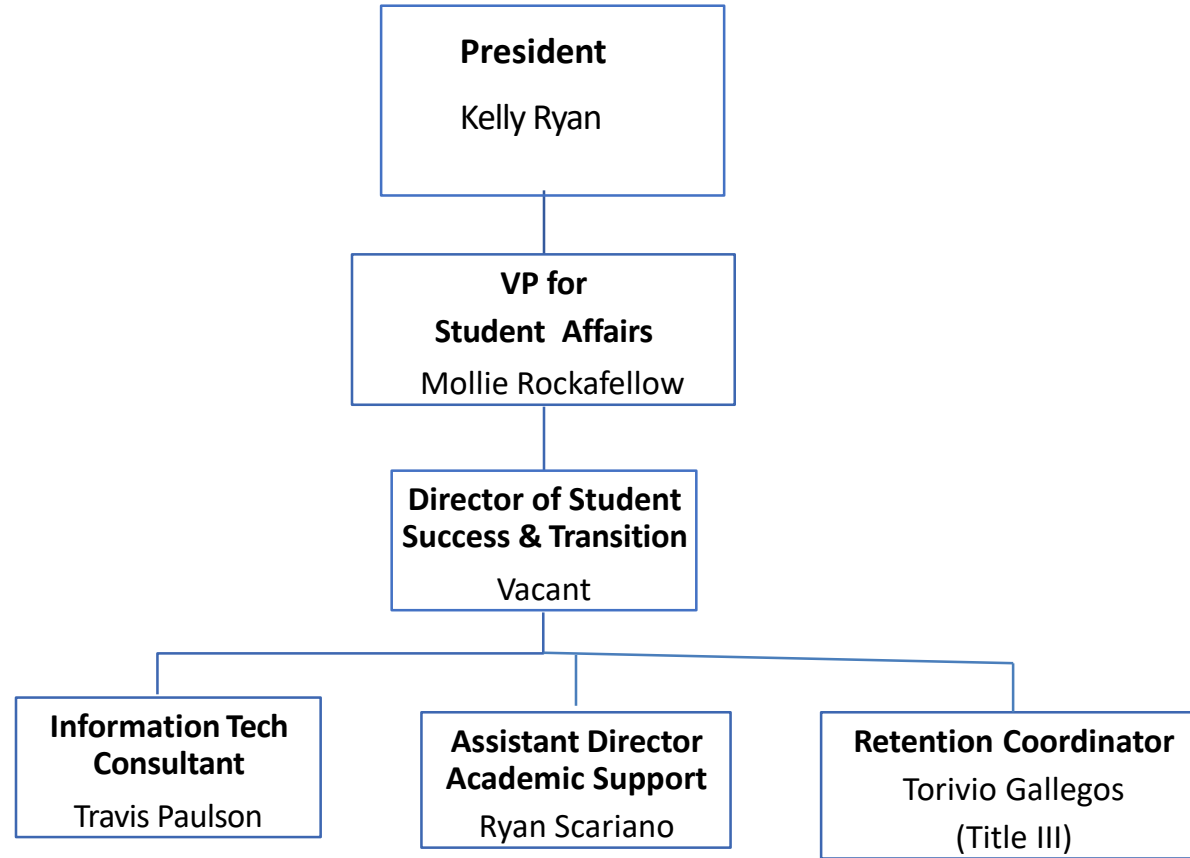 President
Kelly Ryan
VP for
Student Affairs
Mollie Rockafellow
Director of Student
Success & Transition
Vacant
Information Tech
Consultant
Travis Paulson
Assistant Director
Academic Support
Ryan Scariano
Retention Coordinator
Torivio Gallegos
(Title III)